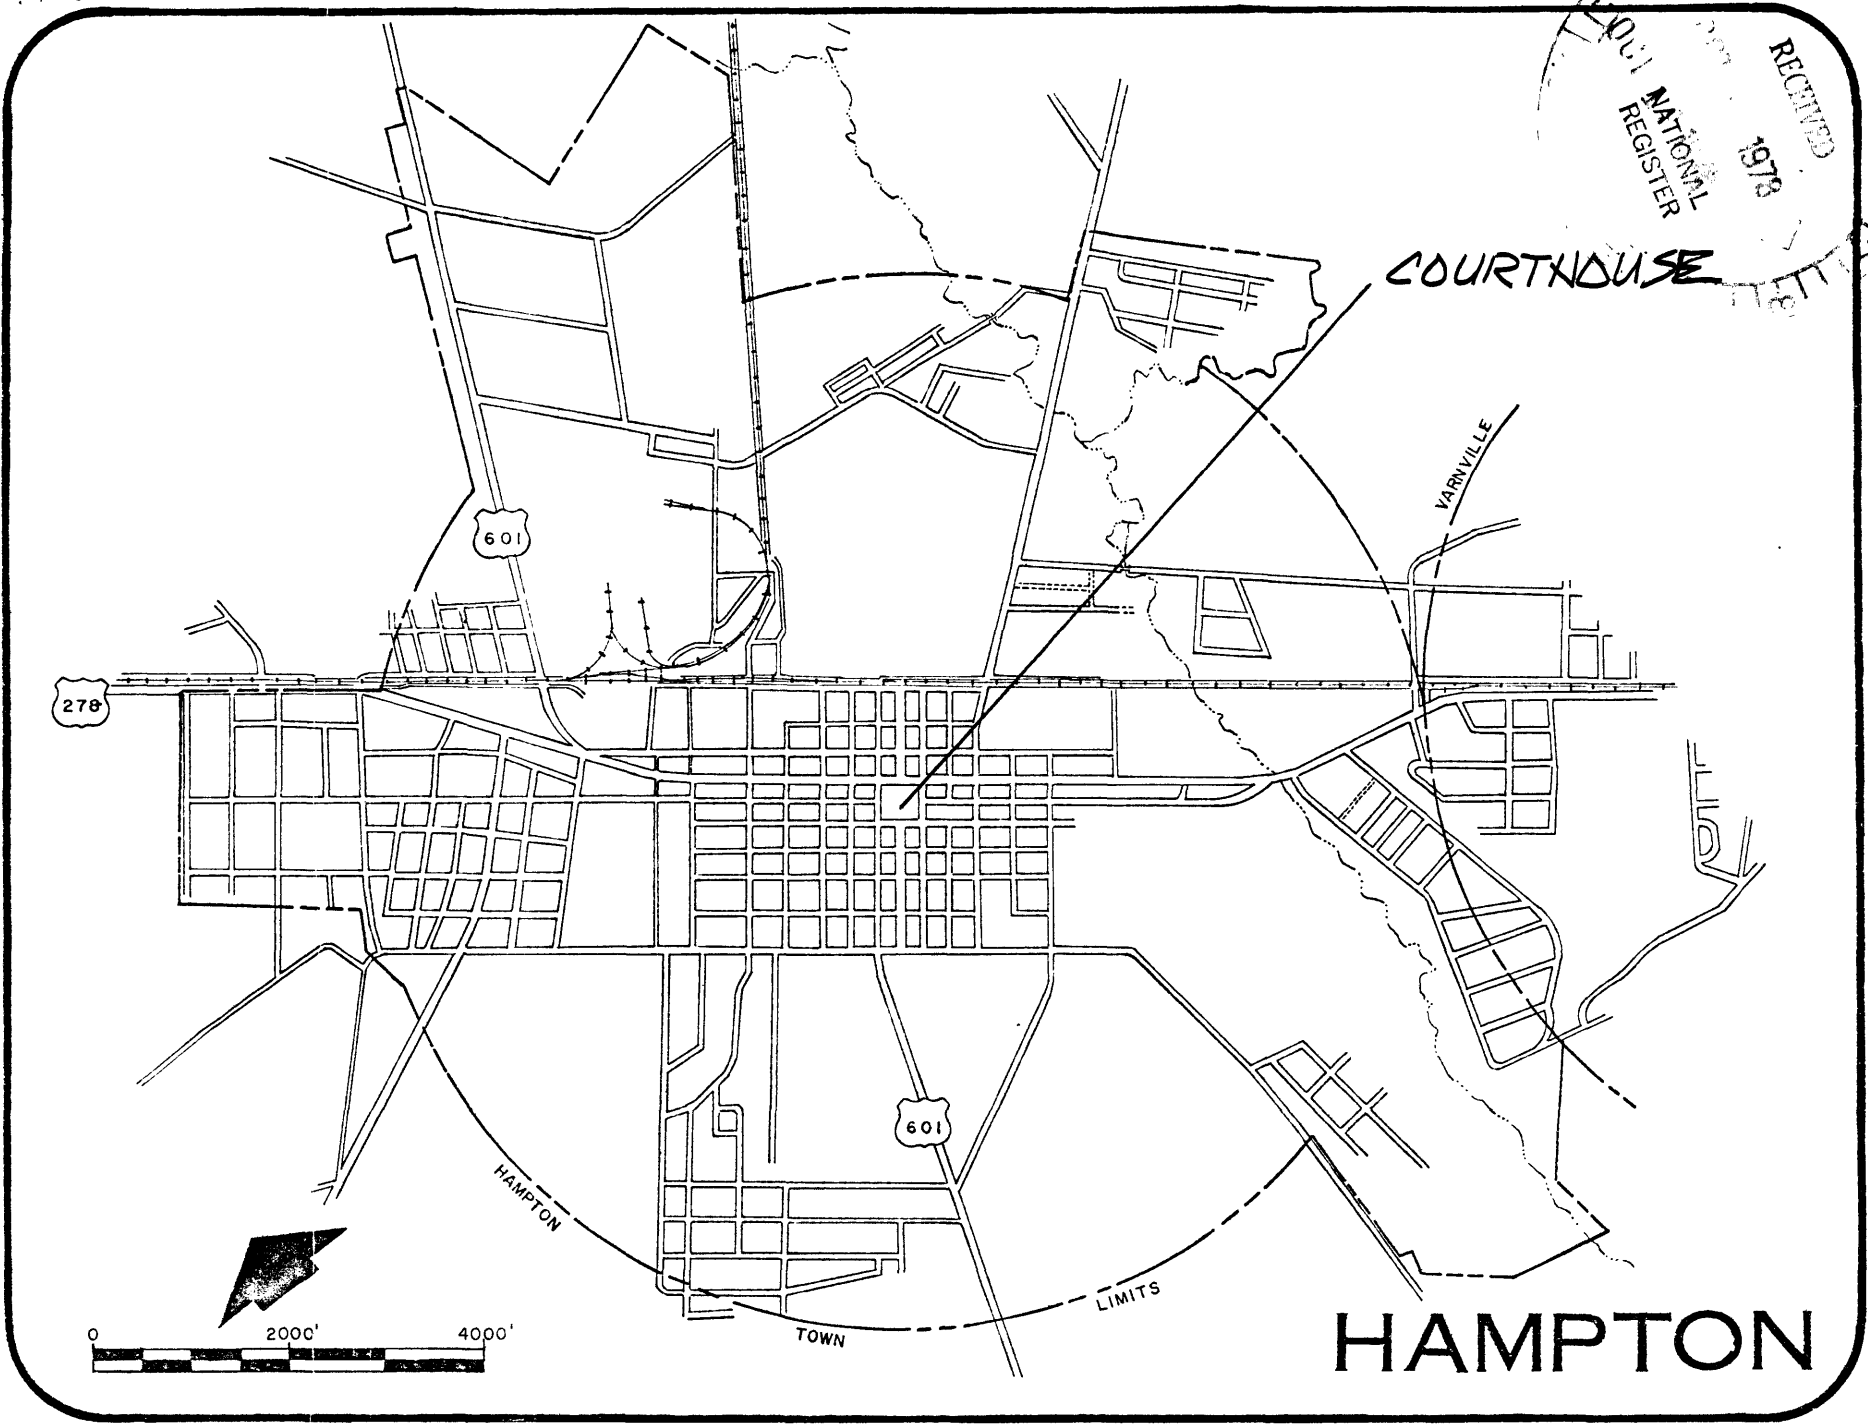 RECEIVED
1978
NATIONAL
REGISTER
COURTHOUSE
VARNVILLE
601
278
601
HAMPTON
TOWN
LIMITS
0 2000' 4000'
HAMPTON